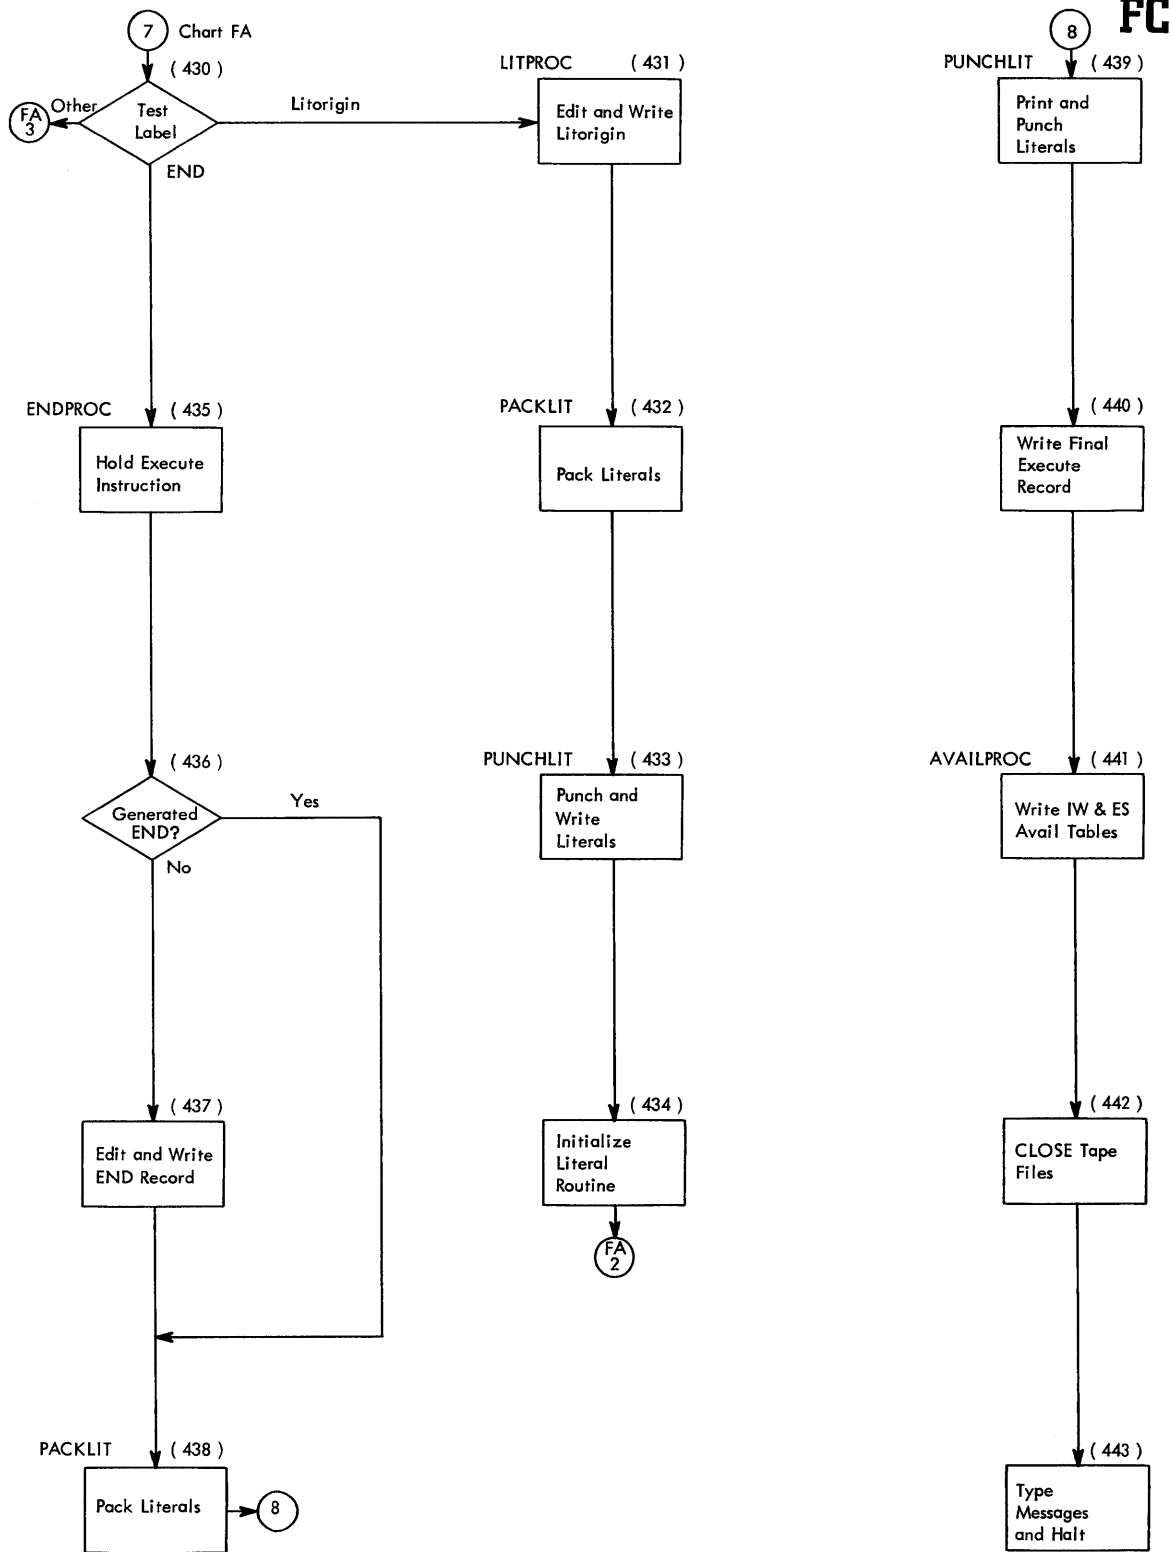 FC
7 Chart FA
(430)
Other
FA
3
Test
Label
Litorigin
END
ENDPROC (435)
Hold Execute
Instruction
(436)
Generated
END?
Yes
No
(437)
Edit and Write
END Record
PACKLIT (438)
Pack Literals
8
LITPROC (431)
Edit and Write
Litorigin
PACKLIT (432)
Pack Literals
PUNCHLIT (433)
Punch and
Write
Literals
(434)
Initialize
Literal
Routine
FA
2
8
PUNCHLIT (439)
Print and
Punch
Literals
(440)
Write Final
Execute
Record
AVAILPROC (441)
Write IW & ES
Avail Tables
(442)
CLOSE Tape
Files
(443)
Type
Messages
and Halt